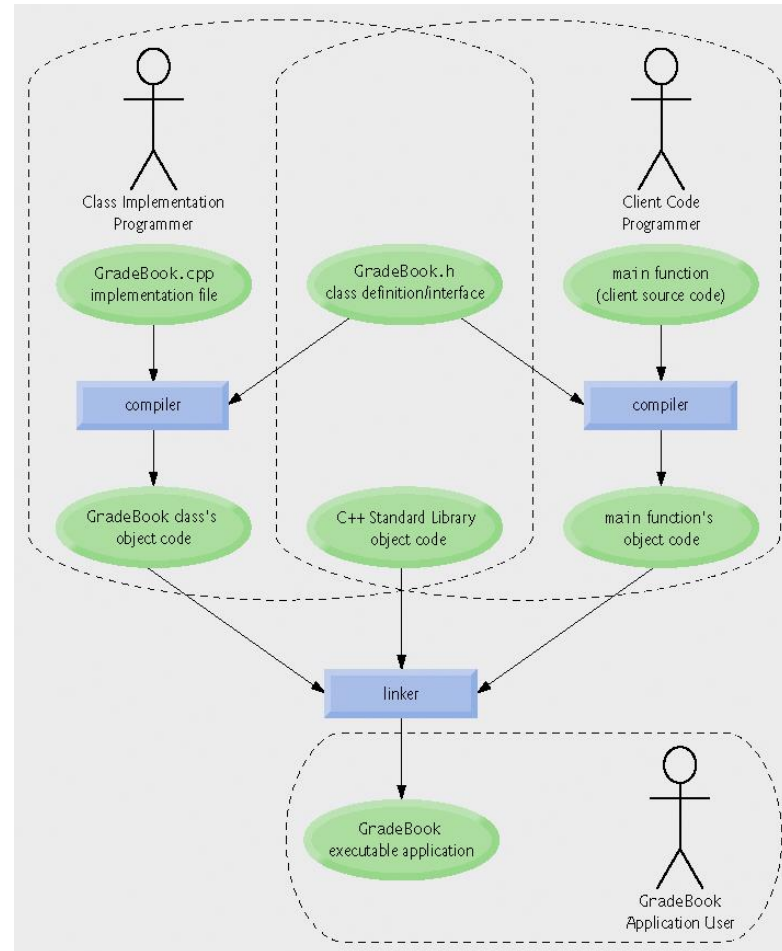 Class Implementation
Programmer
Client Code
Programmer
GradeBook.cpp
implementation file
GradeBook.h
class definition/interface
main function
(client source code)
compiler
compiler
GradeBook class's
object code
C++ Standard Library
object code
main function's
object code
linker
GradeBook
executable application
GradeBook
Application User